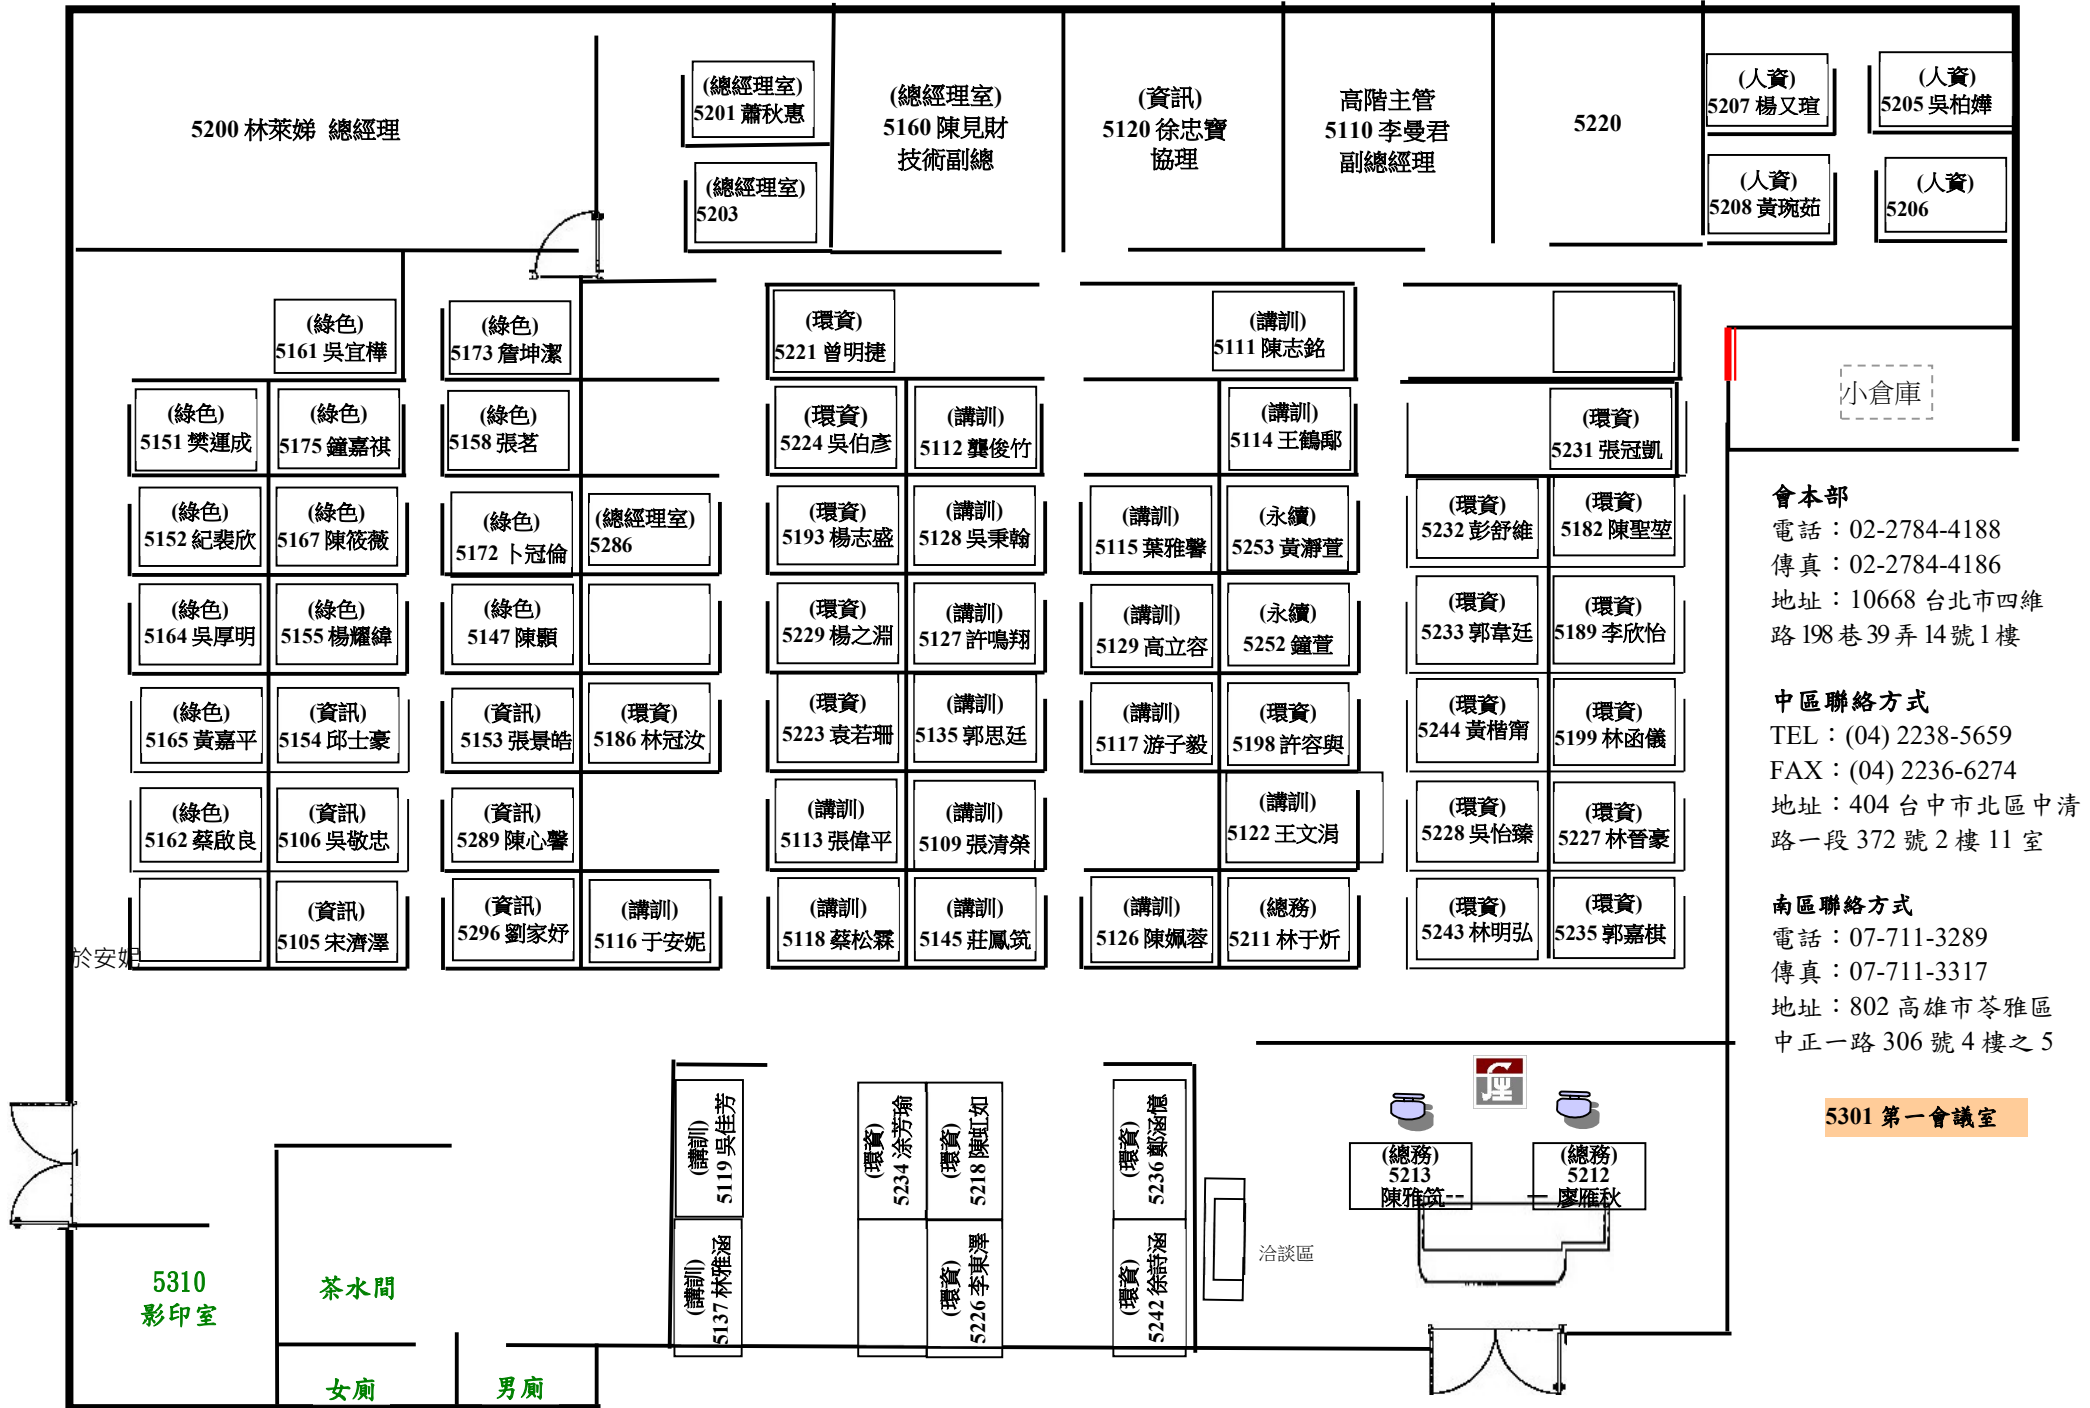 5200 林萊娣 總經理
(總經理室)
5201 蕭秋惠
(總經理室)
5203
(總經理室)
5160 陳見財
技術副總
(資訊)
5120 徐忠寶
協理
高階主管
5110 李曼君
副總經理
5220
(人資)
5207 楊又瑄
(人資)
5205 吳柏嬅
(人資)
5208 黃琬茹
(人資)
5206
(綠色)
5161 吳宜樺
(綠色)
5173 詹坤潔
(環資)
5221 曾明捷
(講訓)
5111 陳志銘
小倉庫
(綠色)
5151 樊運成
(綠色)
5175 鐘嘉祺
(綠色)
5158 張茗
(環資)
5224 吳伯彥
(講訓)
5112 龔俊竹
(講訓)
5114 王鶴鄢
(環資)
5231 張冠凱
(綠色)
5152 紀裴欣
(綠色)
5167 陳筱薇
(綠色)
5172 卜冠倫
(總經理室)
5286
(環資)
5193 楊志盛
(講訓)
5128 吳秉翰
(講訓)
5115 葉雅馨
(永續)
5253 黃瀞萱
(環資)
5232 彭舒維
(環資)
5182 陳聖堃
(綠色)
5164 吳厚明
(綠色)
5155 楊耀緯
(綠色)
5147 陳顥
(環資)
5229 楊之淵
(講訓)
5127 許鳴翔
(講訓)
5129 高立容
(永續)
5252 鐘萱
(環資)
5233 郭韋廷
(環資)
5189 李欣怡
(綠色)
5165 黃嘉平
(資訊)
5154 邱士豪
(資訊)
5153 張景皓
(環資)
5186 林冠汝
(環資)
5223 袁若珊
(講訓)
5135 郭思廷
(講訓)
5117 游子毅
(環資)
5198 許容與
(環資)
5244 黃楷甯
(環資)
5199 林函儀
(綠色)
5162 蔡啟良
(資訊)
5106 吳敬忠
(資訊)
5289 陳心馨
(講訓)
5113 張偉平
(講訓)
5109 張清榮
(講訓)
5122 王文涓
(環資)
5228 吳怡臻
(環資)
5227 林晉豪
(資訊)
5105 宋濟澤
(資訊)
5296 劉家妤
(講訓)
5116 于安妮
(講訓)
5118 蔡松霖
(講訓)
5145 莊鳳筑
(講訓)
5126 陳姵蓉
(總務)
5211 林于炘
(環資)
5243 林明弘
(環資)
5235 郭嘉棋
於安妮
會本部
電話：02-2784-4188
傳真：02-2784-4186
地址：10668 台北市四維
路 198 巷 39 弄 14 號 1 樓
中區聯絡方式
TEL：(04) 2238-5659
FAX：(04) 2236-6274
地址：404 台中市北區中清
路一段 372 號 2 樓 11 室
南區聯絡方式
電話：07-711-3289
傳真：07-711-3317
地址：802 高雄市苓雅區
中正一路 306 號 4 樓之 5
5301 第一會議室
(講訓)
5119 吳佳芳
(環資)
5234 涂芳瑜
(環資)
5218 陳虹如
(環資)
5236 鄭涵憶
(講訓)
5137 林雅涵
(環資)
5226 李東澤
(環資)
5242 徐詩涵
(總務)
5213
陳雅筑
(總務)
5212
廖雁秋
洽談區
1
5310
影印室
茶水間
女廁
男廁